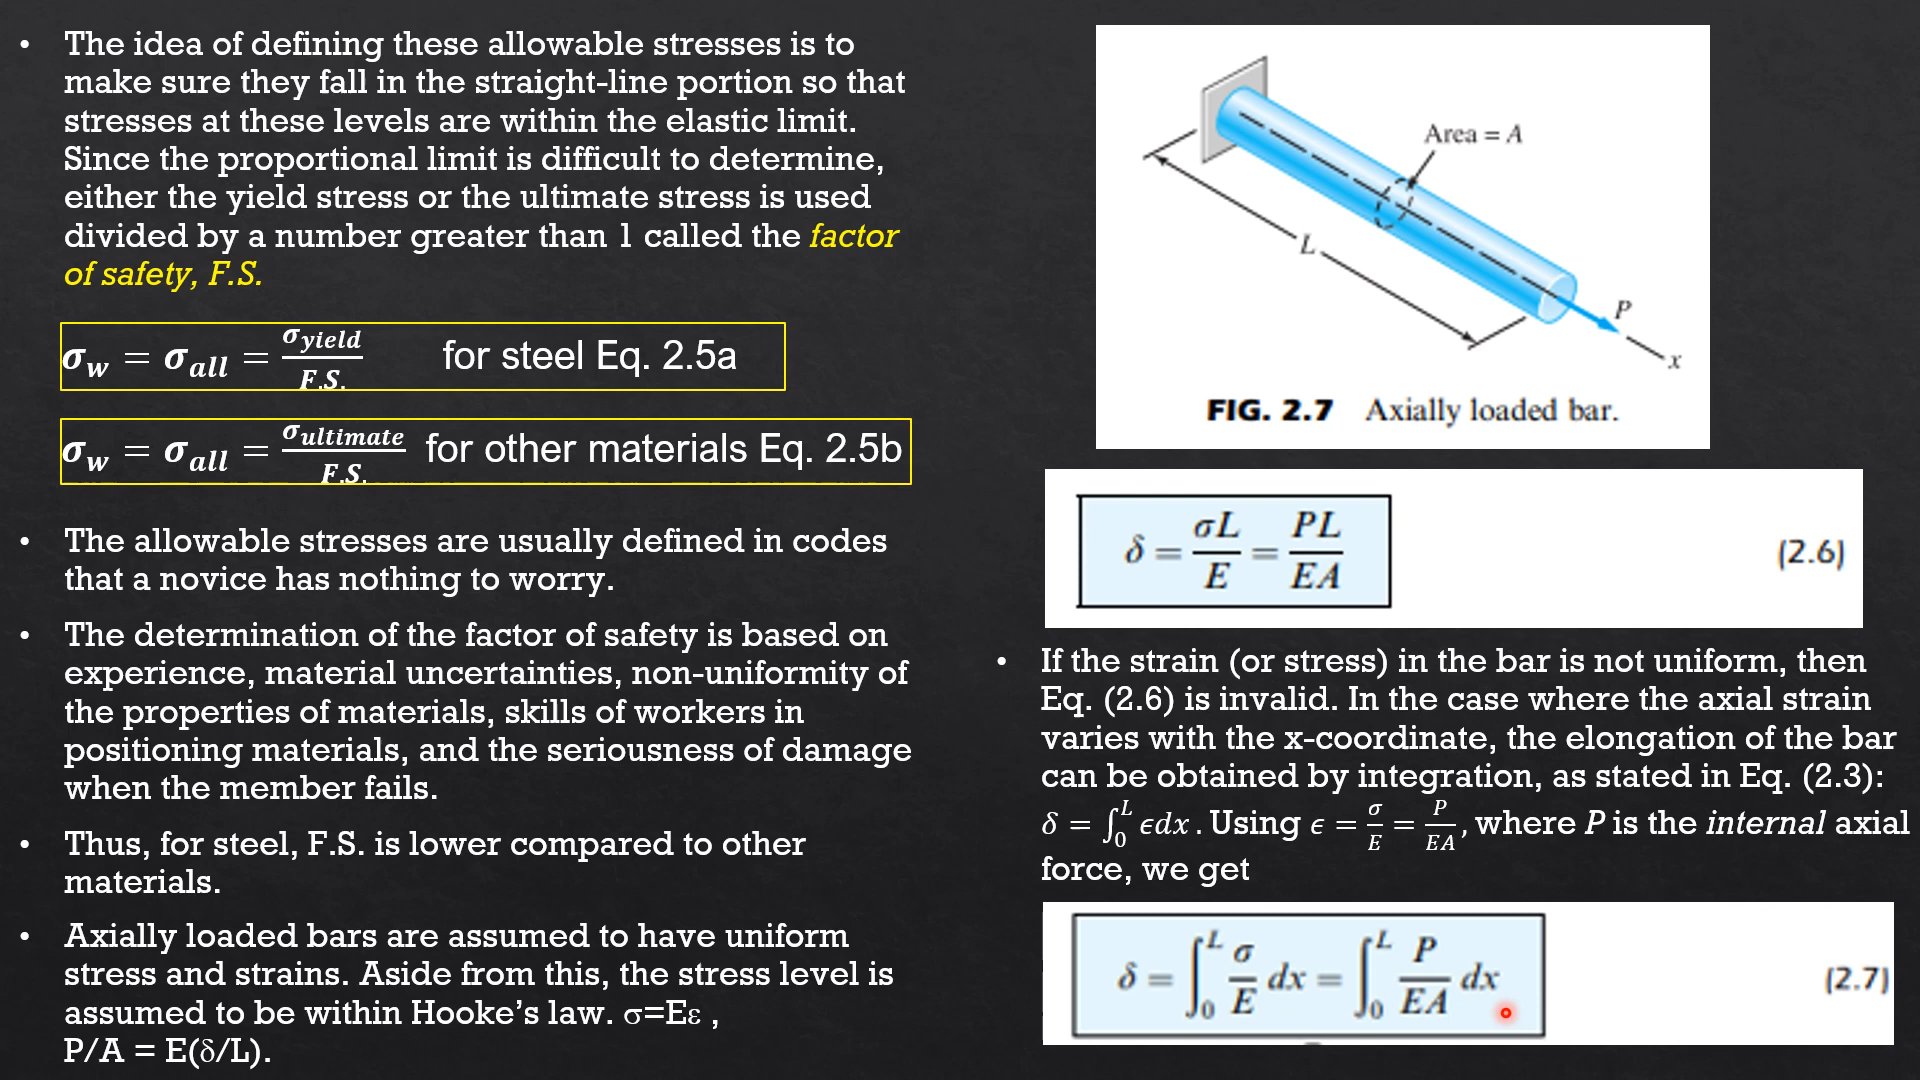 • The idea of defining these allowable stresses is to
make sure they fall in the straight-line portion so that
stresses at these levels are within the elastic limit.
Since the proportional limit is difficult to determine,
either the yield stress or the ultimate stress is used
divided by a number greater than 1 called the factor
of safety, F.S.
σ_w = σ_all = σ_yield / F.S. for steel Eq. 2.5a
σ_w = σ_all = σ_ultimate / F.S. for other materials Eq. 2.5b
• The allowable stresses are usually defined in codes
that a novice has nothing to worry.
• The determination of the factor of safety is based on
experience, material uncertainties, non-uniformity of
the properties of materials, skills of workers in
positioning materials, and the seriousness of damage
when the member fails.
• Thus, for steel, F.S. is lower compared to other
materials.
• Axially loaded bars are assumed to have uniform
stress and strains. Aside from this, the stress level is
assumed to be within Hooke's law. σ=Eε ,
P/A = E(δ/L).
Area = A
L
P
x
FIG. 2.7 Axially loaded bar.
δ = σL / E = PL / EA (2.6)
• If the strain (or stress) in the bar is not uniform, then
Eq. (2.6) is invalid. In the case where the axial strain
varies with the x-coordinate, the elongation of the bar
can be obtained by integration, as stated in Eq. (2.3):
δ = ∫₀ᴸ ϵdx . Using ϵ = σ/E = P/EA, where P is the internal axial
force, we get
δ = ∫₀ᴸ σ/E dx = ∫₀ᴸ P/EA dx (2.7)